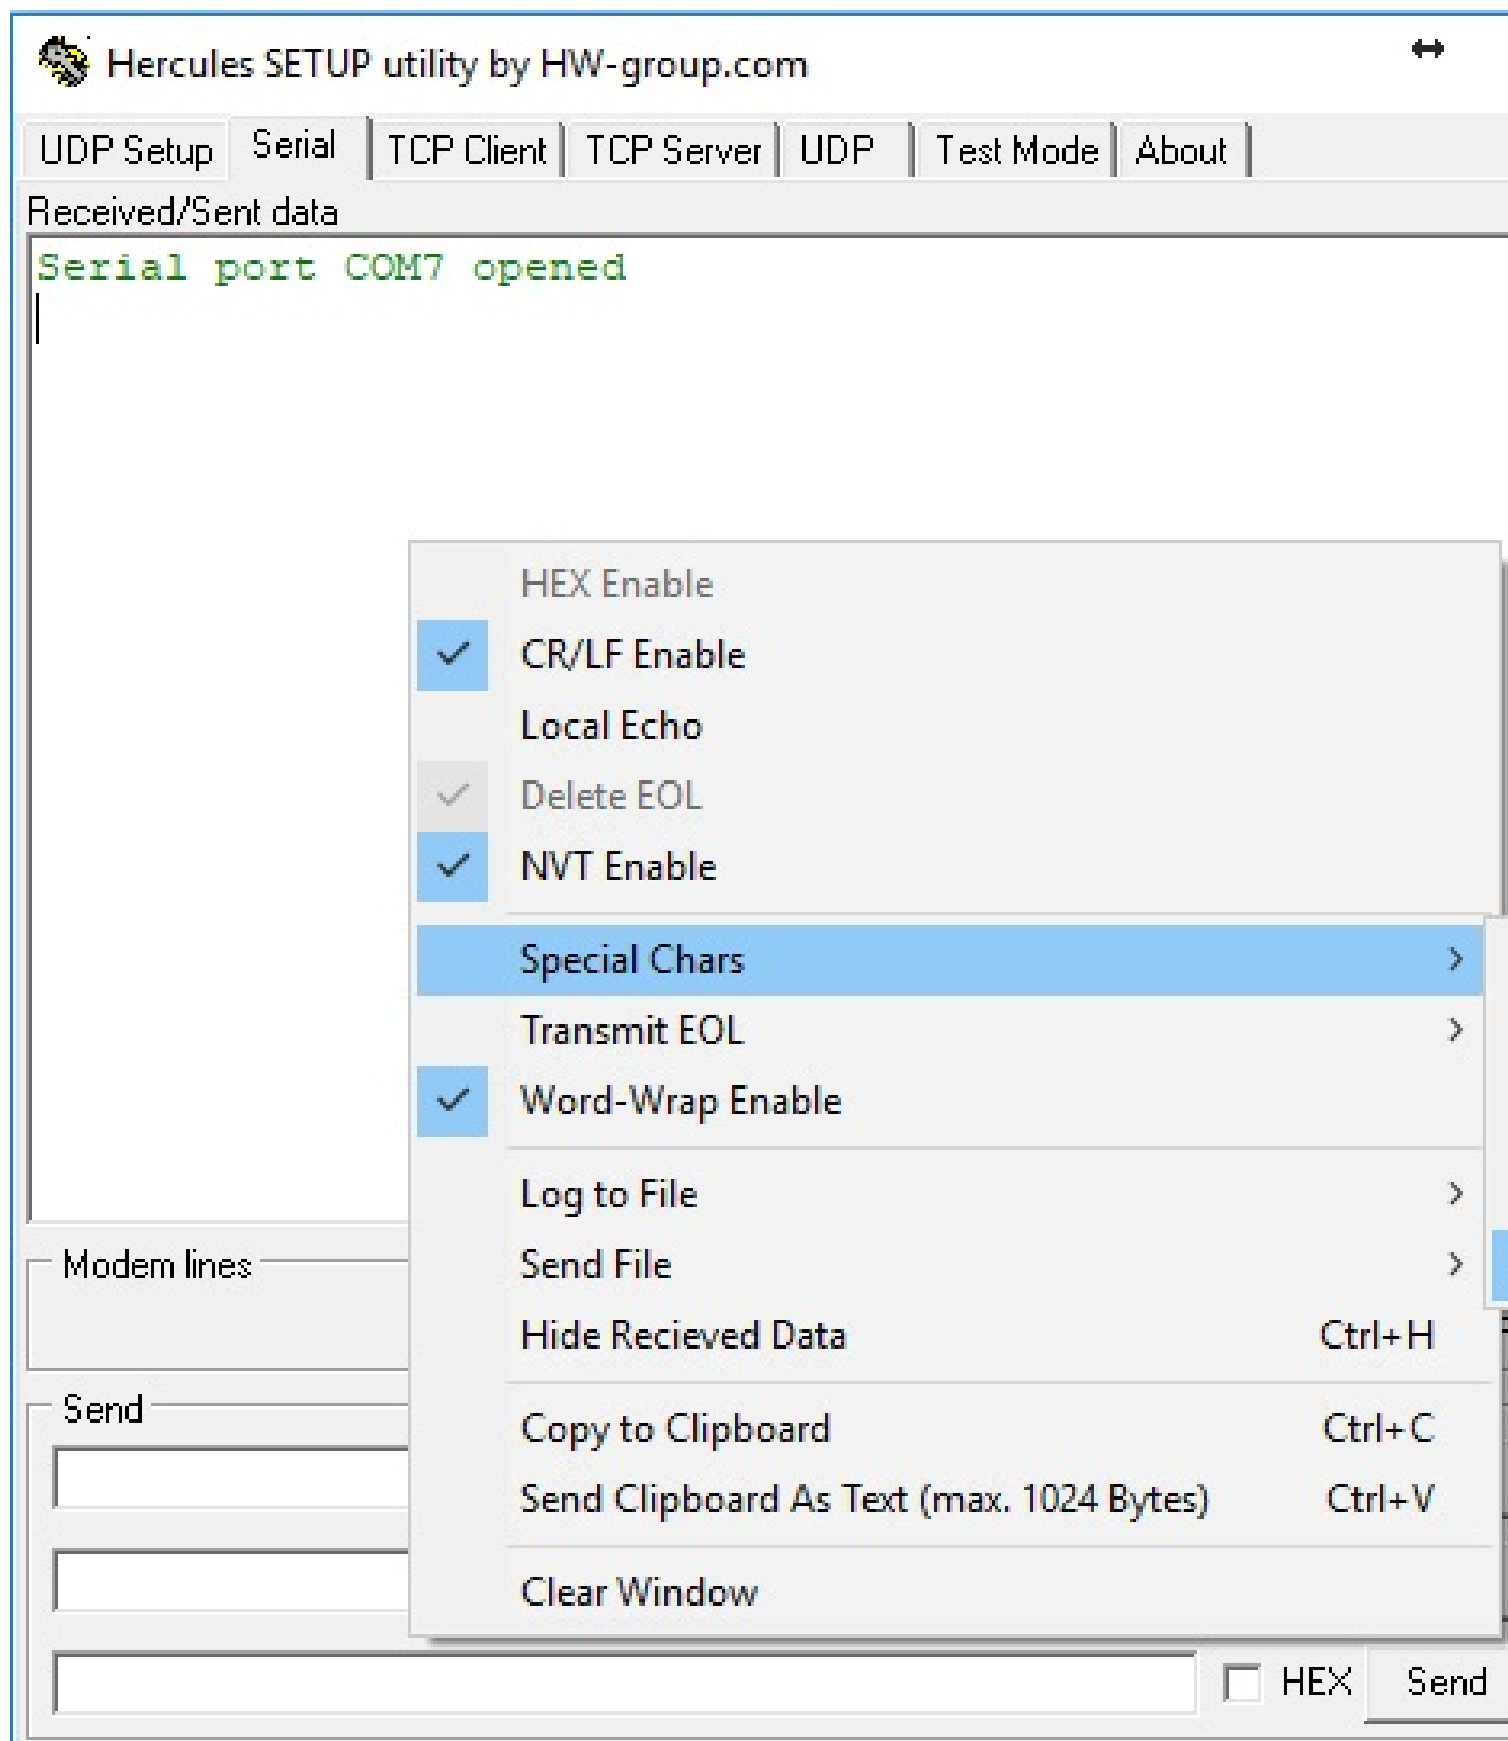 Hercules SETUP utility by HW-group.com
UDP Setup Serial TCP Client TCP Server UDP Test Mode About
Received/Sent data
Serial port COM7 opened
HEX Enable
CR/LF Enable
Local Echo
Delete EOL
NVT Enable
Special Chars
Transmit EOL
Word-Wrap Enable
Log to File
Modem lines
Send File
Hide Recieved Data Ctrl+H
Send
Copy to Clipboard Ctrl+C
Send Clipboard As Text (max. 1024 Bytes) Ctrl+V
Clear Window
HEX Send